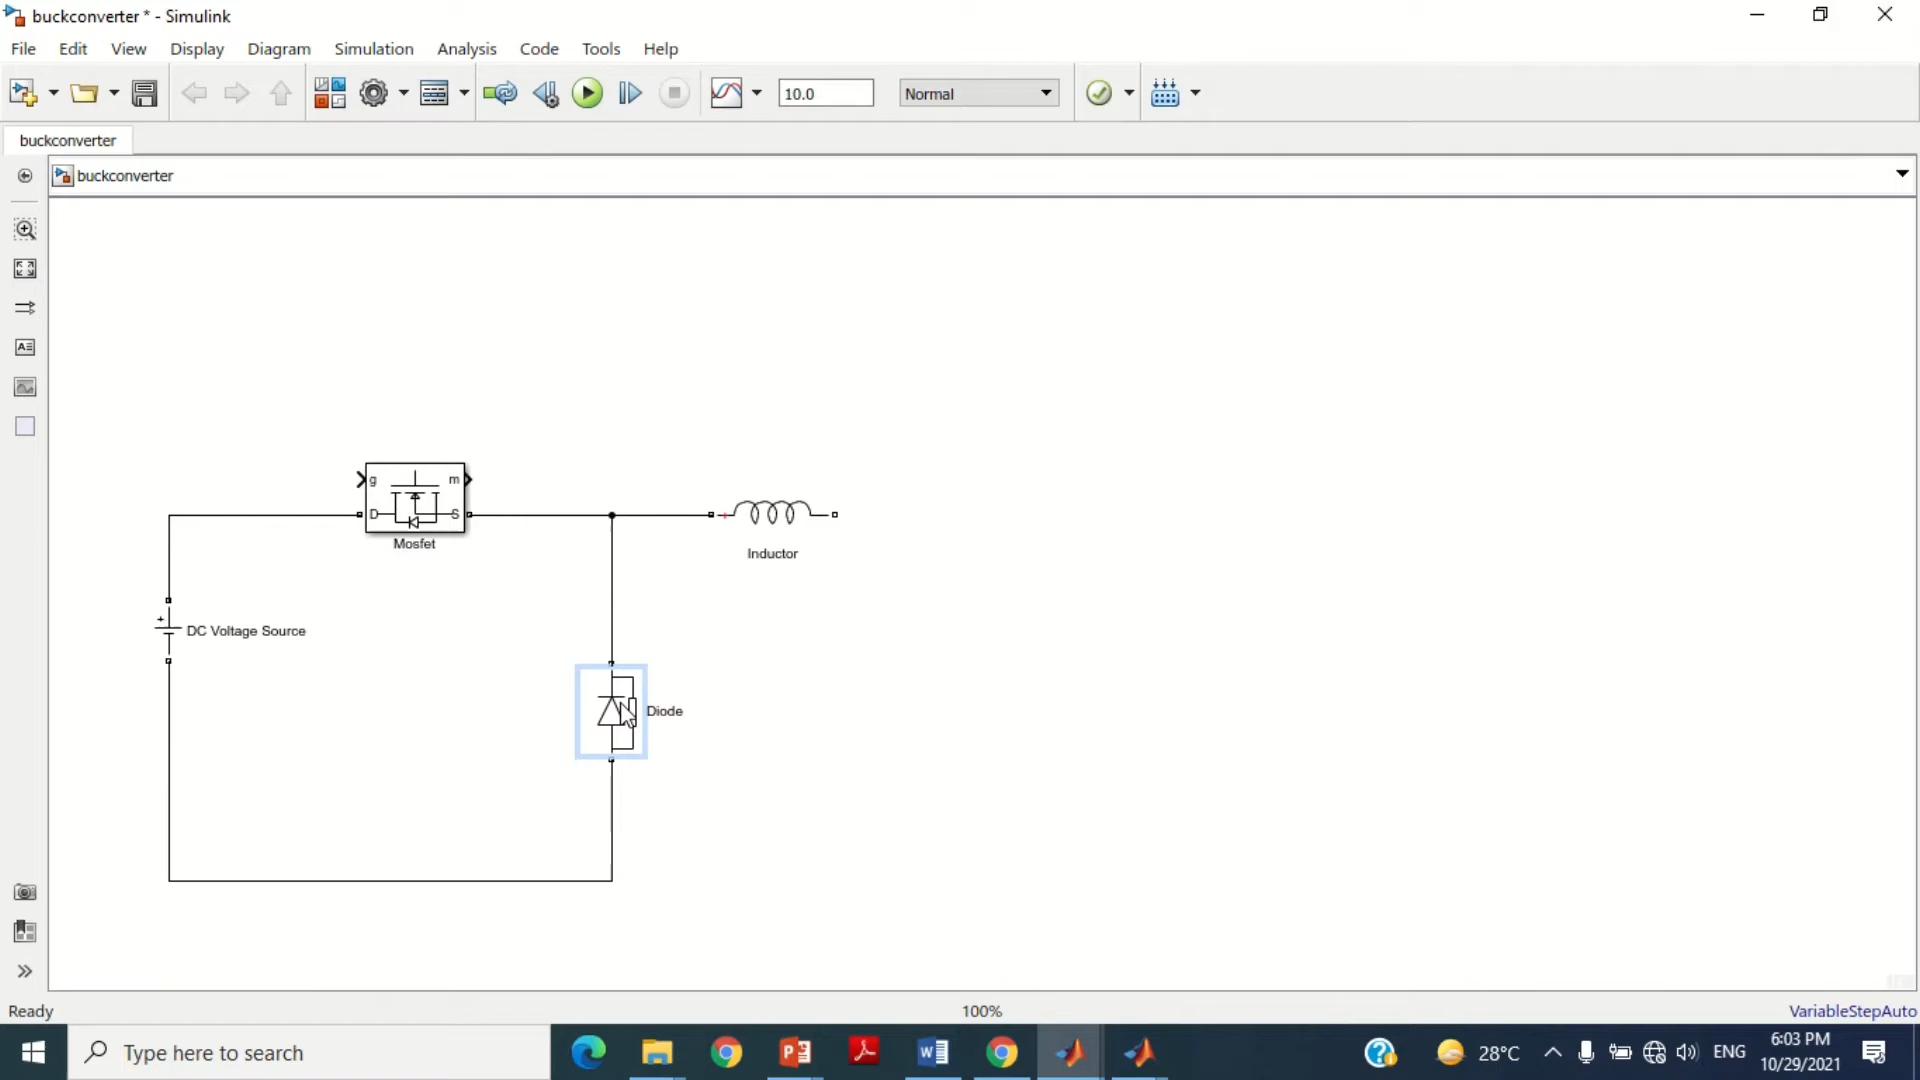 buckconverter * - Simulink
File Edit View Display Diagram Simulation Analysis Code Tools Help
10.0 Normal
buckconverter
buckconverter
g m
D S
Mosfet
Inductor
+
DC Voltage Source
Diode
Ready 100% VariableStepAuto
Type here to search
28°C ENG 6:03 PM
10/29/2021